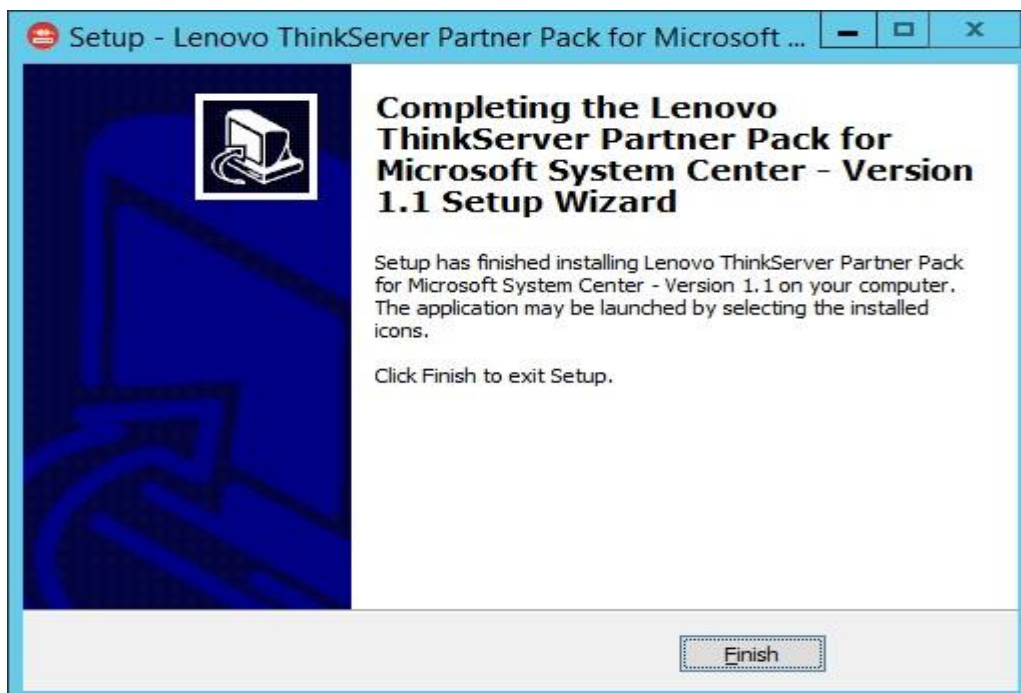 Setup - Lenovo ThinkServer Partner Pack for Microsoft ...
Completing the Lenovo
ThinkServer Partner Pack for
Microsoft System Center - Version
1.1 Setup Wizard
Setup has finished installing Lenovo ThinkServer Partner Pack
for Microsoft System Center - Version 1.1 on your computer.
The application may be launched by selecting the installed
icons.
Click Finish to exit Setup.
Finish